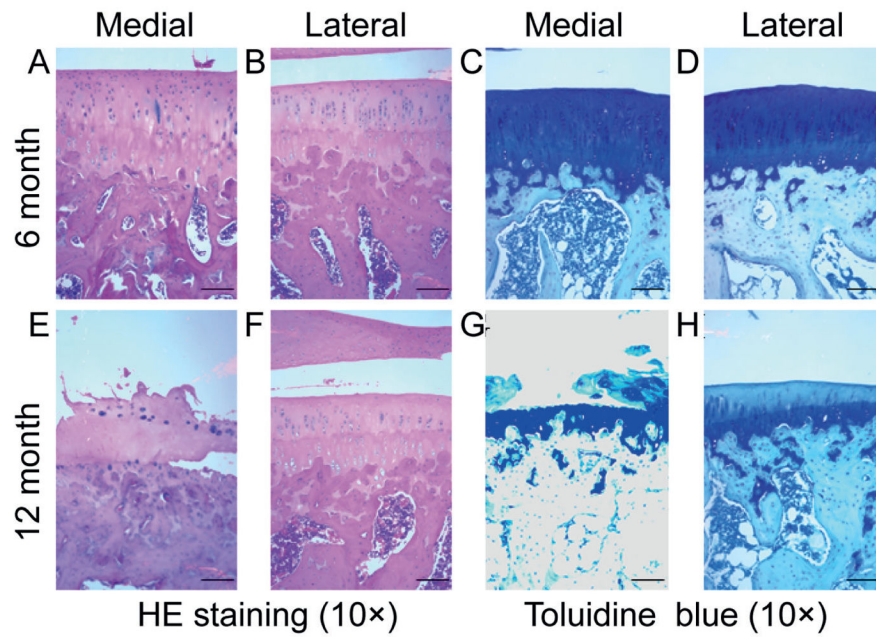 Medial Lateral Medial Lateral
A B C D
6 month
E F G H
12 month
HE staining (10×) Toluidine blue (10×)